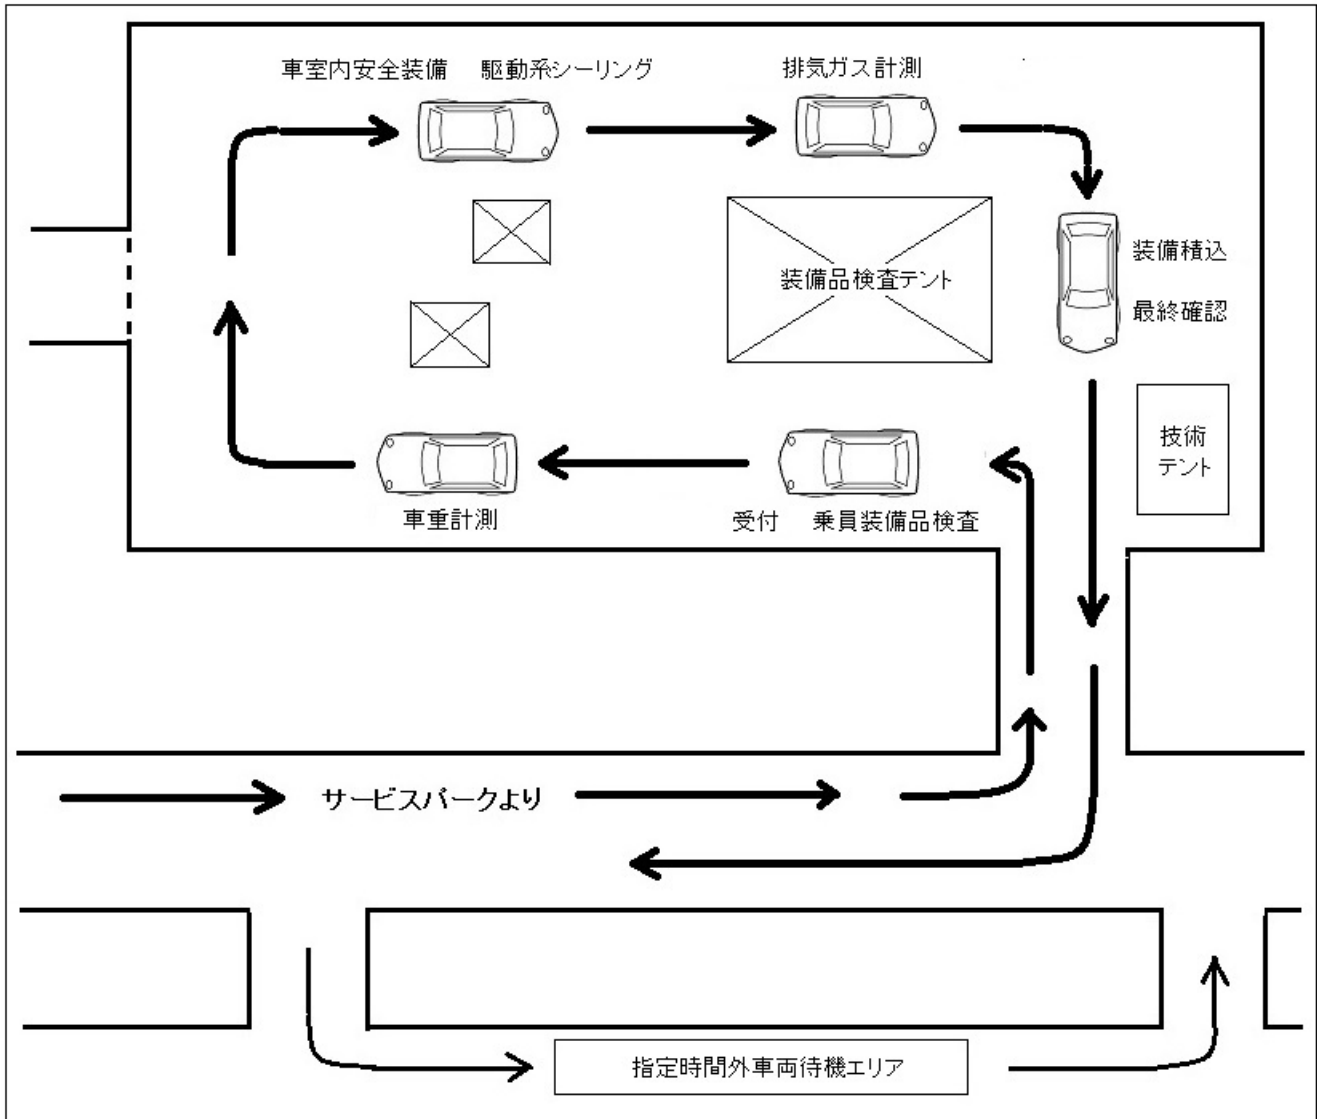 車室内安全装備　駆動系シーリング
排気ガス計測
装備積込
最終確認
装備品検査テント
技術
テント
車重計測
受付　乗員装備品検査
サービスパークより
指定時間外車両待機エリア